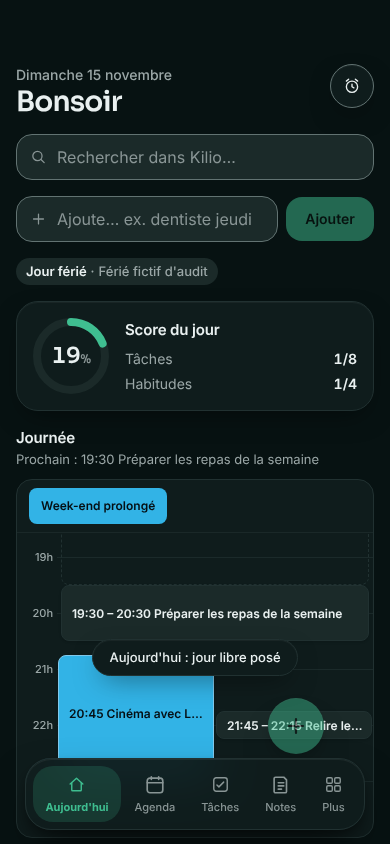 Dimanche 15 novembre
Bonsoir
Rechercher dans Kilio...
Ajoute... ex. dentiste jeudi
Ajouter
Jour férié · Férié fictif d'audit
19%
Score du jour
Tâches 1/8
Habitudes 1/4
Journée
Prochain : 19:30 Préparer les repas de la semaine
Week-end prolongé
19h
20h
19:30 – 20:30 Préparer les repas de la semaine
Aujourd'hui : jour libre posé
21h
20:45 Cinéma avec L...
22h
21:45 – 22:15 Relire le...
Aujourd'hui
Agenda
Tâches
Notes
Plus